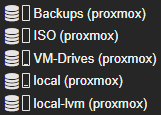 Backups (proxmox)
ISO (proxmox)
VM-Drives (proxmox)
local (proxmox)
local-lvm (proxmox)